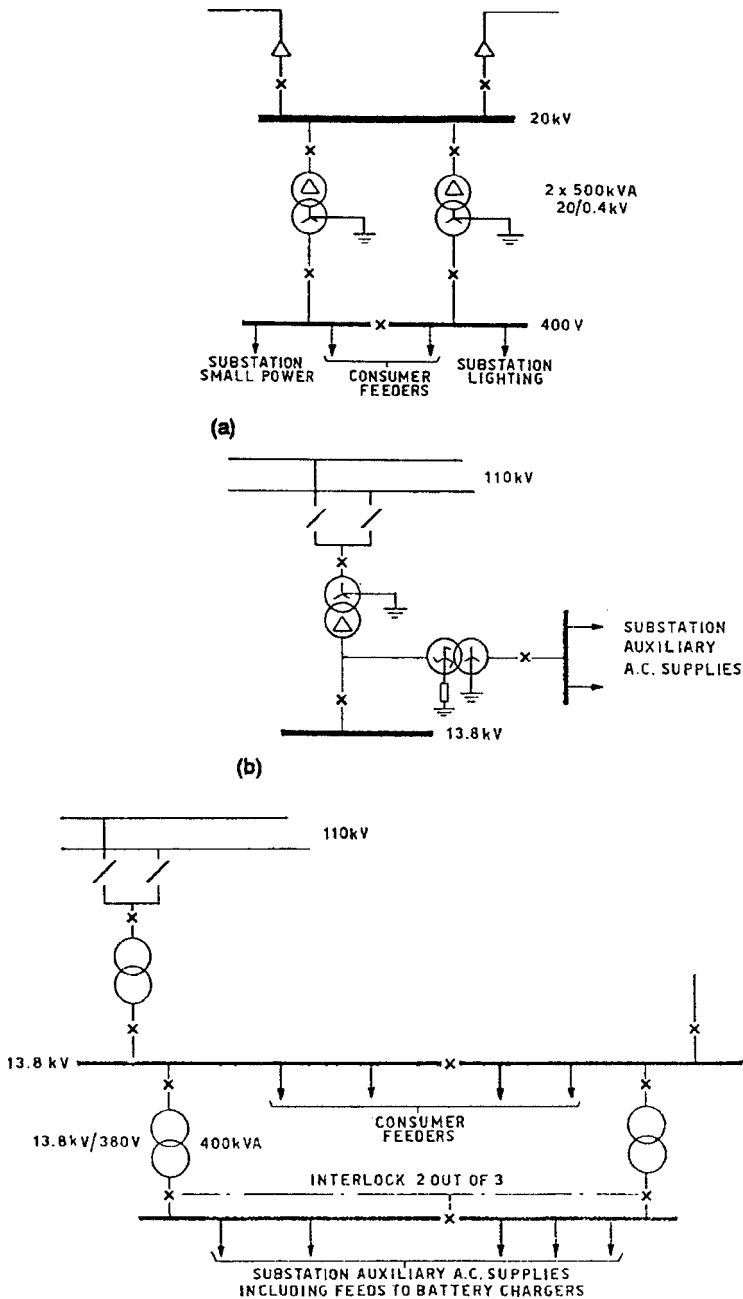 20kV
2 x 500kVA
20/0.4kV
400V
SUBSTATION
SMALL POWER
CONSUMER
FEEDERS
SUBSTATION
LIGHTING
(a)
110kV
SUBSTATION
AUXILIARY
A.C. SUPPLIES
13.8kV
(b)
110kV
13.8 kV
CONSUMER
FEEDERS
13.8kV/380V
400kVA
INTERLOCK 2 OUT OF 3
SUBSTATION AUXILIARY A.C. SUPPLIES
INCLUDING FEEDS TO BATTERY CHARGERS